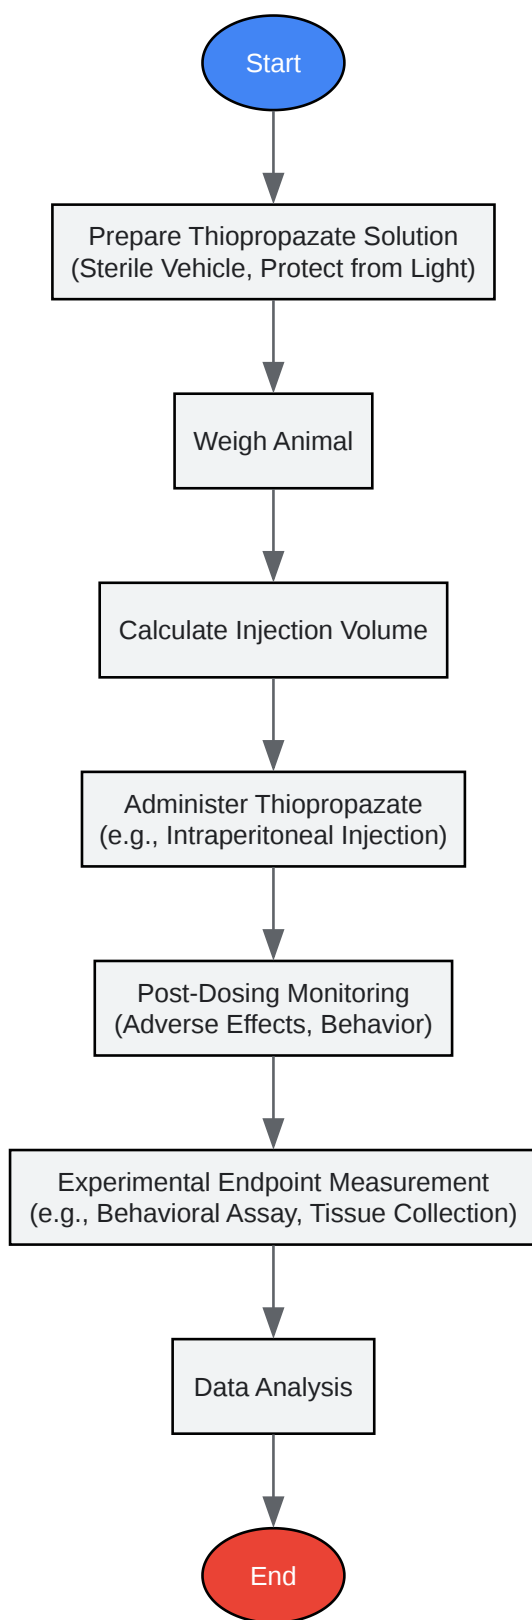 Start
Prepare Thiopropazate Solution
(Sterile Vehicle, Protect from Light)
Weigh Animal
Calculate Injection Volume
Administer Thiopropazate
(e.g., Intraperitoneal Injection)
Post-Dosing Monitoring
(Adverse Effects, Behavior)
Experimental Endpoint Measurement
(e.g., Behavioral Assay, Tissue Collection)
Data Analysis
End